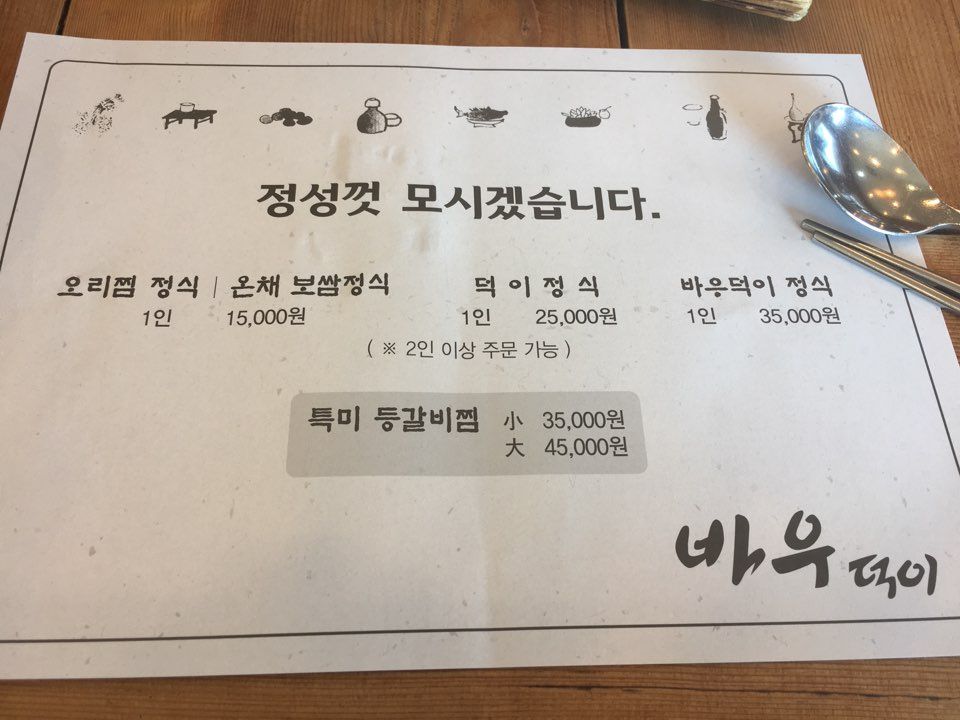 정성껏 모시겠습니다.
오리찜 정식 | 온채 보쌈정식
1인 15,000원
덕이정식
1인 25,000원
바우덕이 정식
1인 35,000원
( ※ 2인 이상 주문 가능 )
특미 등갈비찜 小 35,000원
大 45,000원
바우덕이